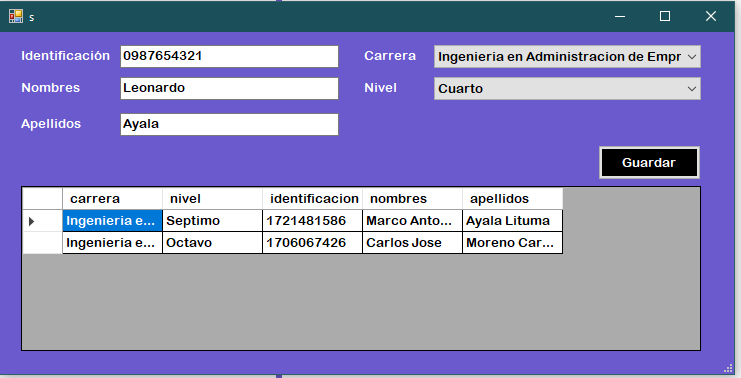 s
Identificación 0987654321 Carrera Ingenieria en Administracion de Empr
Nombres Leonardo Nivel Cuarto
Apellidos Ayala
Guardar
carrera nivel identificacion nombres apellidos
Ingenieria e... Septimo 1721481586 Marco Anto... Ayala Lituma
Ingenieria e... Octavo 1706067426 Carlos Jose Moreno Car...